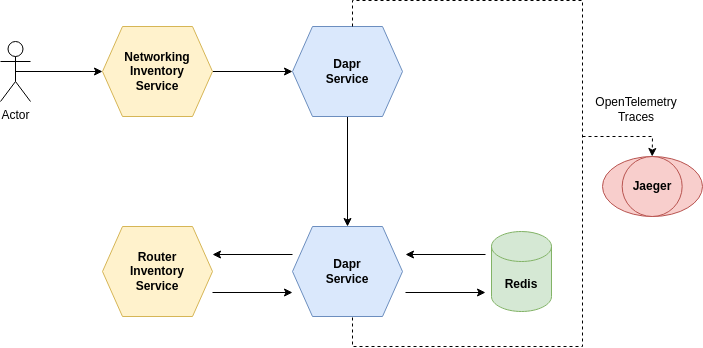 Networking
Inventory
Service
Dapr
Service
Actor
OpenTelemetry
Traces
Jaeger
Router
Inventory
Service
Dapr
Service
Redis